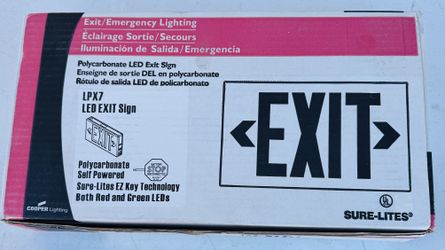 Exit/Emergency Lighting
Éclairage Sortie/Secours
Iluminación de Salida/Emergencia
Polycarbonate LED Exit Sign
Enseigne de sortie DEL en polycarbonate
Rótulo de salida LED de policarbonato
LPX7
LED EXIT Sign
EXIT
Polycarbonate
Self Powered
Sure-Lites EZ Key Technology
Both Red and Green LEDs
EXIT
UL
COOPER Lighting
SURE-LITES®